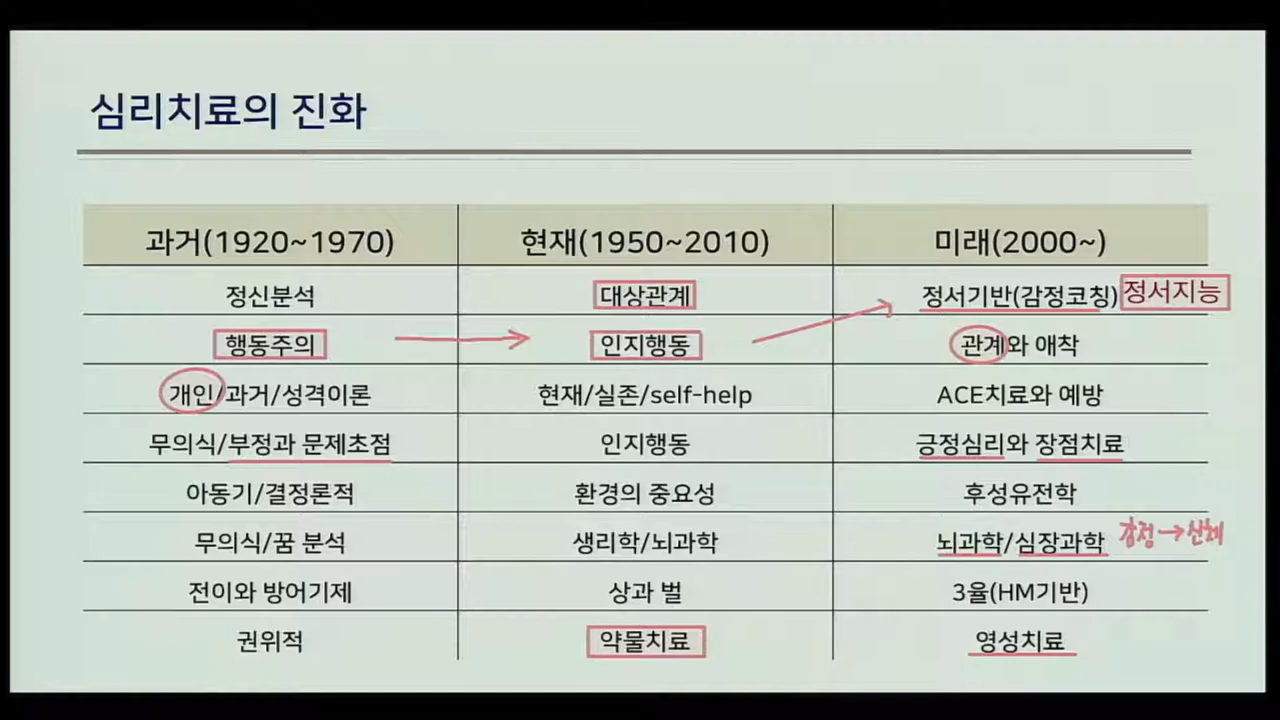 심리치료의 진화
과거(1920~1970) 현재(1950~2010) 미래(2000~)
정신분석 대상관계 정서기반(감정코칭) 정서지능
행동주의 인지행동 관계와 애착
개인/과거/성격이론 현재/실존/self-help ACE치료와 예방
무의식/부정과 문제초점 인지행동 긍정심리와 장점치료
아동기/결정론적 환경의 중요성 후성유전학
무의식/꿈 분석 생리학/뇌과학 뇌과학/심장과학 감정→신체
전이와 방어기제 상과 벌 3율(HM기반)
권위적 약물치료 영성치료